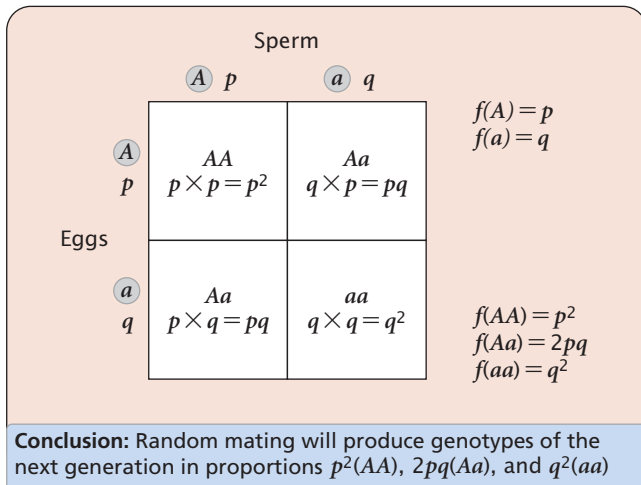 Sperm
A p a q
f(A) = p
f(a) = q
A
p
AA
p × p = p²
Aa
q × p = pq
Eggs
a
q
Aa
p × q = pq
aa
q × q = q²
f(AA) = p²
f(Aa) = 2pq
f(aa) = q²
Conclusion: Random mating will produce genotypes of the
next generation in proportions p²(AA), 2pq(Aa), and q²(aa)